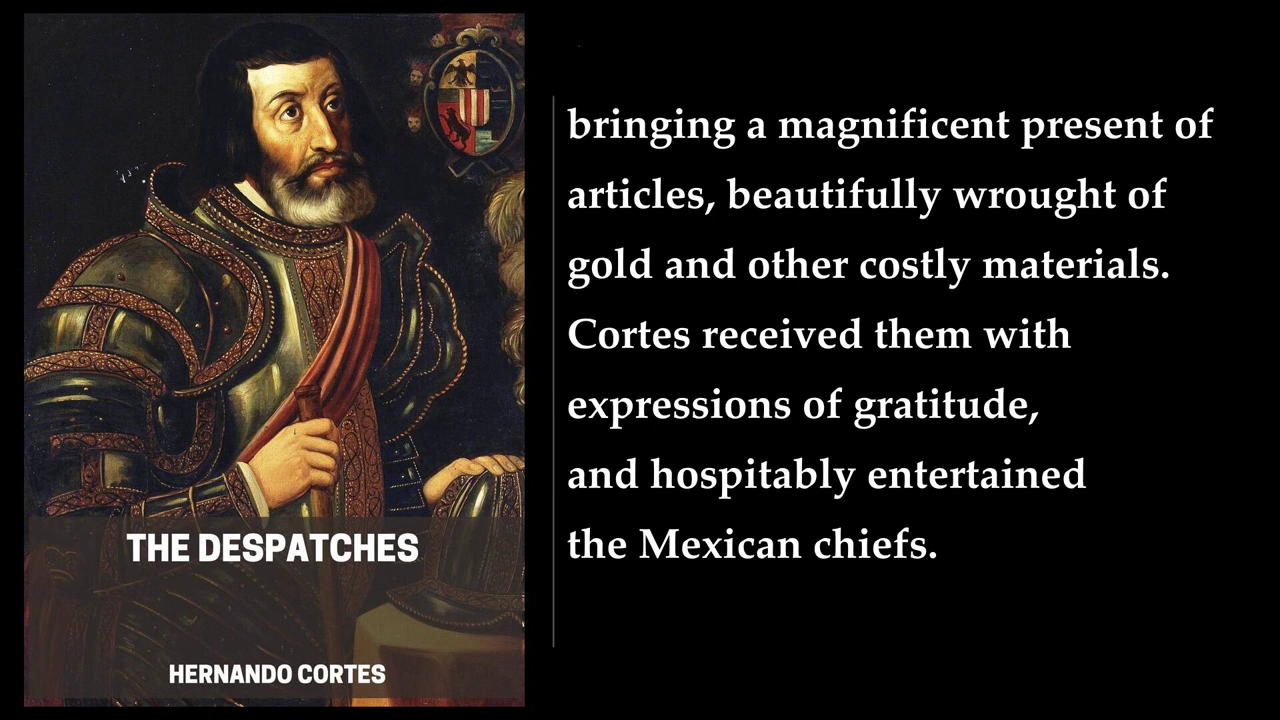 THE DESPATCHES
HERNANDO CORTES
bringing a magnificent present of
articles, beautifully wrought of
gold and other costly materials.
Cortes received them with
expressions of gratitude,
and hospitably entertained
the Mexican chiefs.